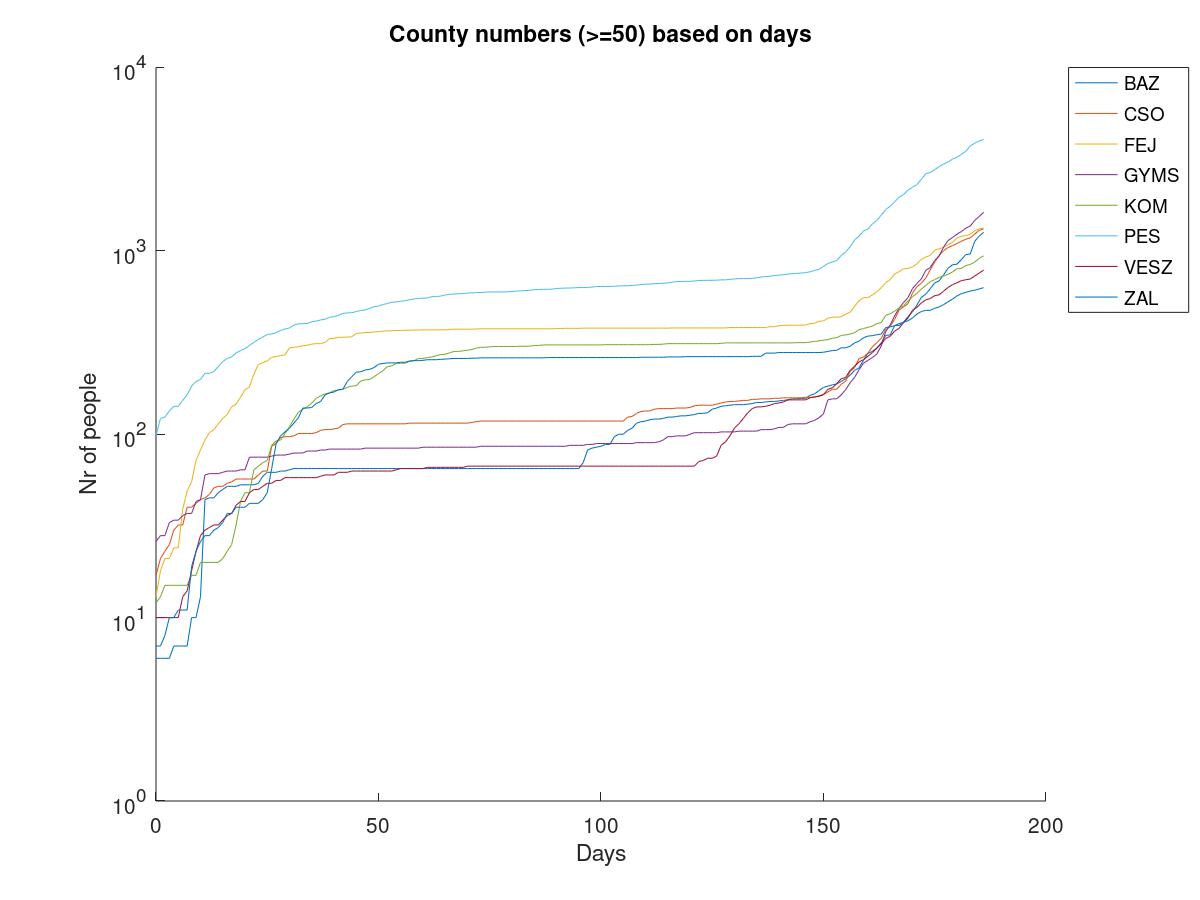 County numbers (>=50) based on days
10^4
10^3
10^2
10^1
10^0
Nr of people
0 50 100 150 200
Days
BAZ
CSO
FEJ
GYMS
KOM
PES
VESZ
ZAL